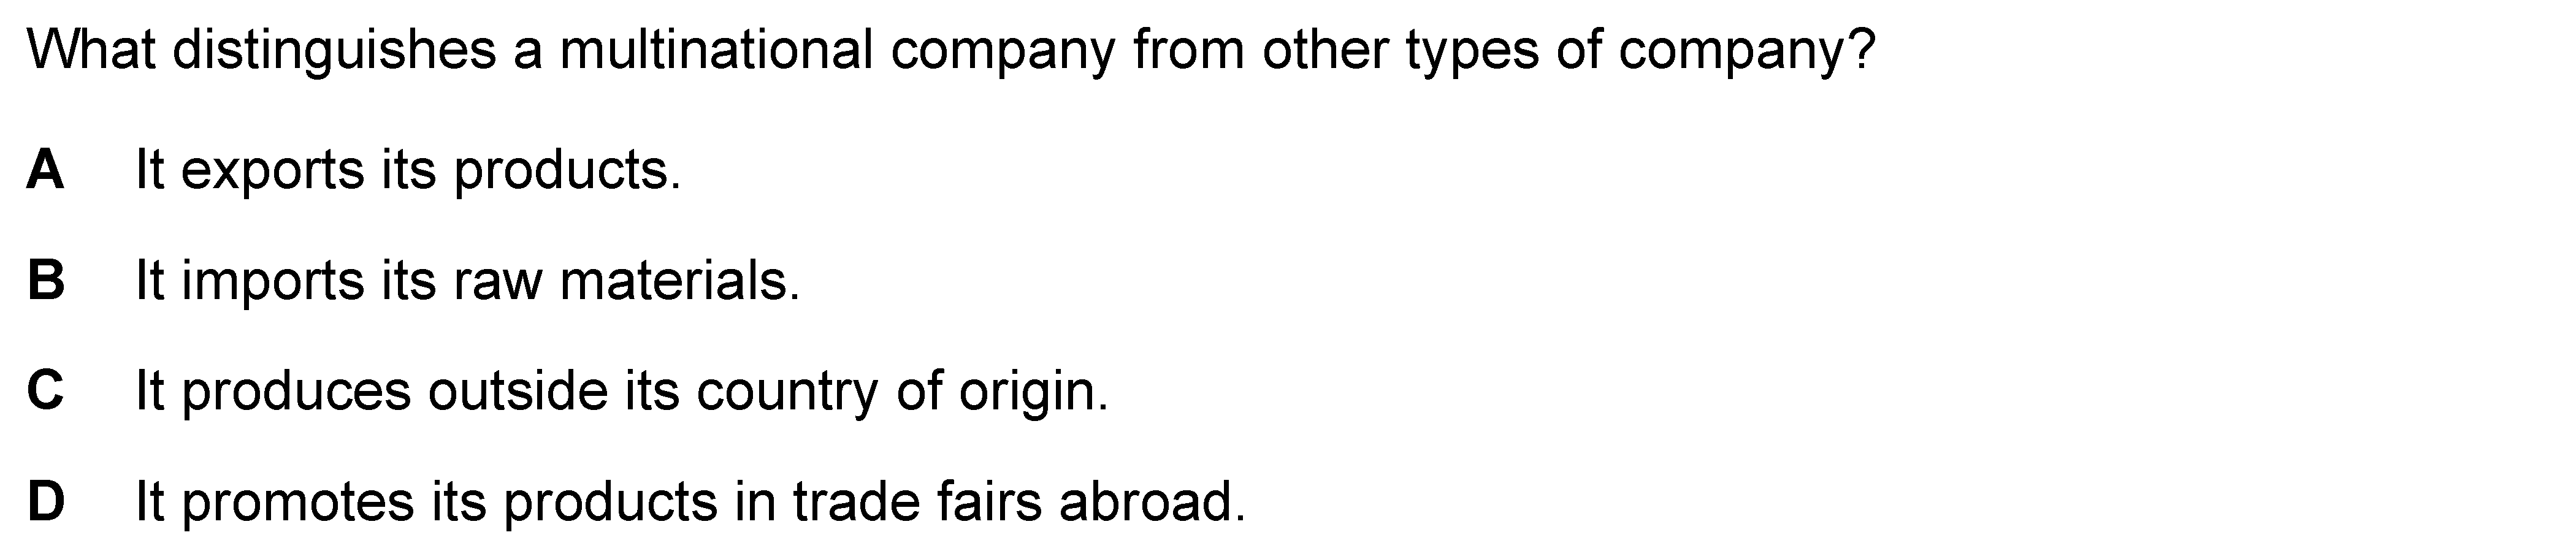 What distinguishes a multinational company from other types of company?
A It exports its products.
B It imports its raw materials.
C It produces outside its country of origin.
D It promotes its products in trade fairs abroad.